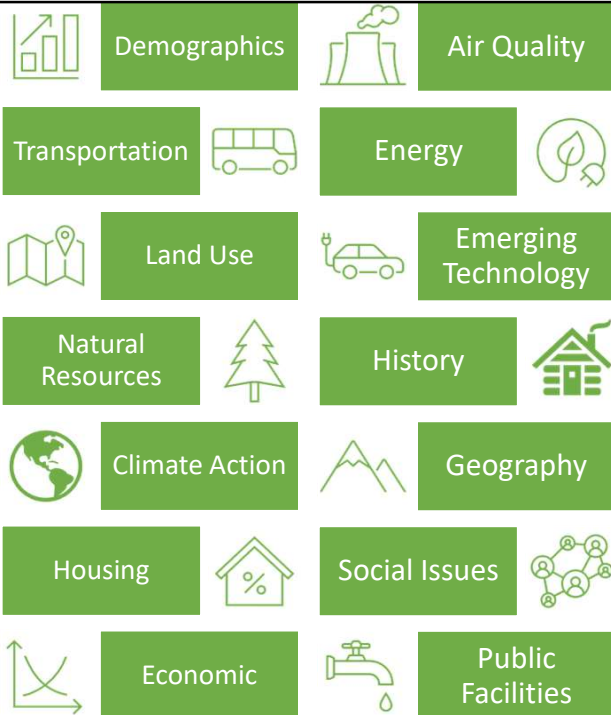 Demographics
Air Quality
Transportation
Energy
Land Use
Emerging
Technology
Natural
Resources
History
Climate Action
Geography
Housing
%
Social Issues
Economic
Public
Facilities